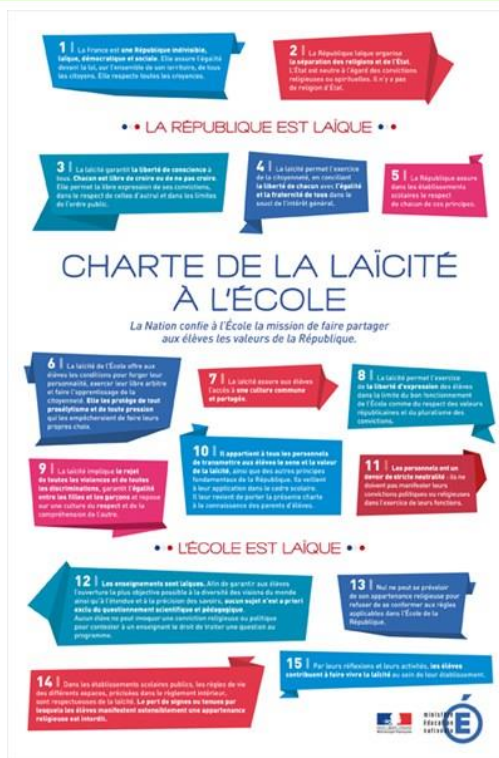 1 | La France est une République indivisible,
laïque, démocratique et sociale. Elle assure l'égalité
devant la loi, sur l'ensemble de son territoire, de tous
les citoyens. Elle respecte toutes les croyances.
2 | La République laïque organise
la séparation des religions et de l'État.
L'État est neutre à l'égard des convictions
religieuses ou spirituelles. Il n'y a pas
de religion d'État.
• • LA RÉPUBLIQUE EST LAÏQUE • •
3 | La laïcité garantit la liberté de conscience à
tous. Chacun est libre de croire ou de ne pas croire.
Elle permet la libre expression de ses convictions,
dans le respect de celles d'autrui et dans les limites
de l'ordre public.
4 | La laïcité permet l'exercice
de la citoyenneté, en conciliant
la liberté de chacun avec l'égalité
et la fraternité de tous dans le
souci de l'intérêt général.
5 | La République assure
dans les établissements
scolaires le respect
de chacun de ces principes.
CHARTE DE LA LAÏCITÉ
À L'ÉCOLE
La Nation confie à l'École la mission de faire partager
aux élèves les valeurs de la République.
6 | La laïcité de l'École offre aux
élèves les conditions pour forger leur
personnalité, exercer leur libre arbitre
et faire l'apprentissage de la
citoyenneté. Elle les protège de tout
prosélytisme et de toute pression
qui les empêcheraient de faire leurs
propres choix.
7 | La laïcité assure aux élèves
l'accès à une culture commune
et partagée.
8 | La laïcité permet l'exercice
de la liberté d'expression des élèves
dans la limite du bon fonctionnement
de l'École comme du respect des valeurs
républicaines et du pluralisme des
convictions.
9 | La laïcité implique le rejet
de toutes les violences et de toutes
les discriminations, garantit l'égalité
entre les filles et les garçons et repose
sur une culture du respect et de la
compréhension de l'autre.
10 | Il appartient à tous les personnels
de transmettre aux élèves le sens et la valeur
de la laïcité, ainsi que des autres principes
fondamentaux de la République. Ils veillent
à leur application dans le cadre scolaire.
Il leur revient de porter la présente charte
à la connaissance des parents d'élèves.
11 | Les personnels ont un
devoir de stricte neutralité : ils ne
doivent pas manifester leurs
convictions politiques ou religieuses
dans l'exercice de leurs fonctions.
• • L'ÉCOLE EST LAÏQUE • •
12 | Les enseignements sont laïques. Afin de garantir aux élèves
l'ouverture la plus objective possible à la diversité des visions du monde
ainsi qu'à l'étendue et à la précision des savoirs, aucun sujet n'est a priori
exclu du questionnement scientifique et pédagogique.
Aucun élève ne peut invoquer une conviction religieuse ou politique
pour contester à un enseignant le droit de traiter une question au
programme.
13 | Nul ne peut se prévaloir
de son appartenance religieuse pour
refuser de se conformer aux règles
applicables dans l'École de la
République.
14 | Dans les établissements scolaires publics, les règles de vie
des différents espaces, précisées dans le règlement intérieur,
sont respectueuses de la laïcité. Le port de signes ou tenues par
lesquels les élèves manifestent ostensiblement une appartenance
religieuse est interdit.
15 | Par leurs réflexions et leurs activités, les élèves
contribuent à faire vivre la laïcité au sein de leur établissement.
ministère
éducation
nationale
É